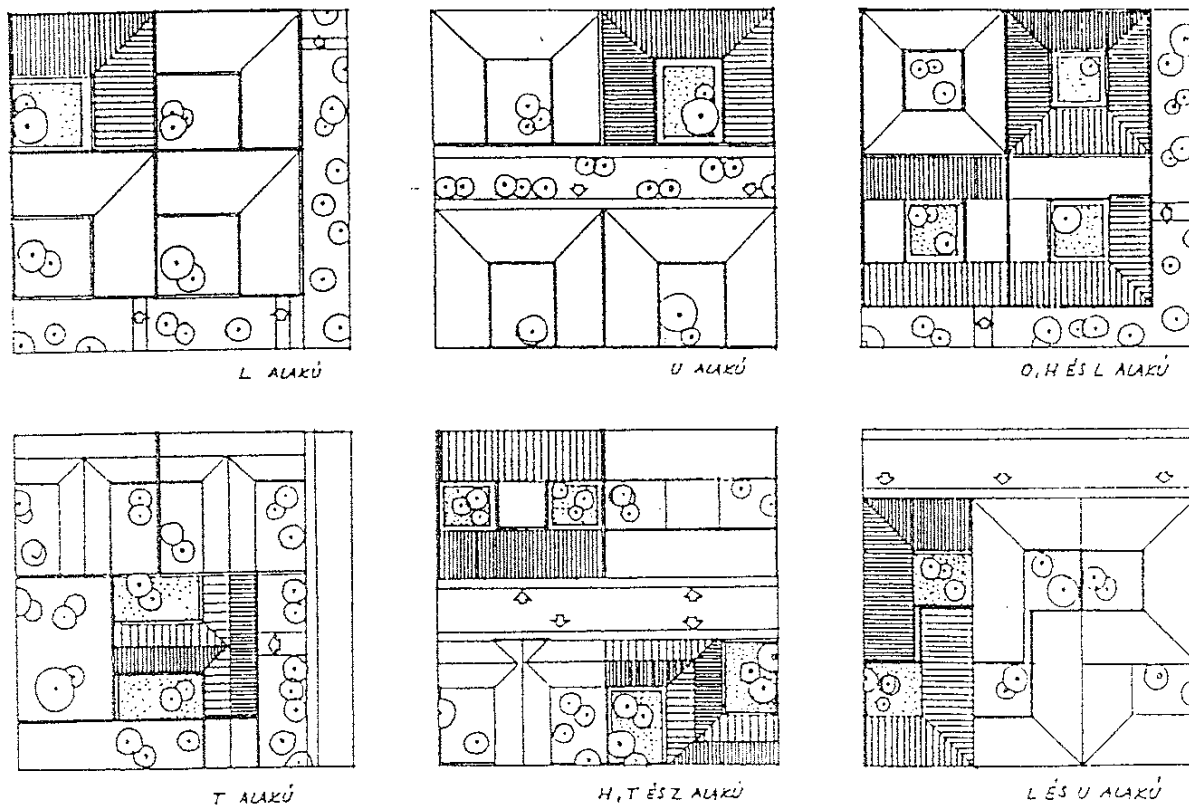 L ALAKÚ
U ALAKÚ
O, H ÉS L ALAKÚ
T ALAKÚ
H, T ÉS Z ALAKÚ
L ÉS U ALAKÚ